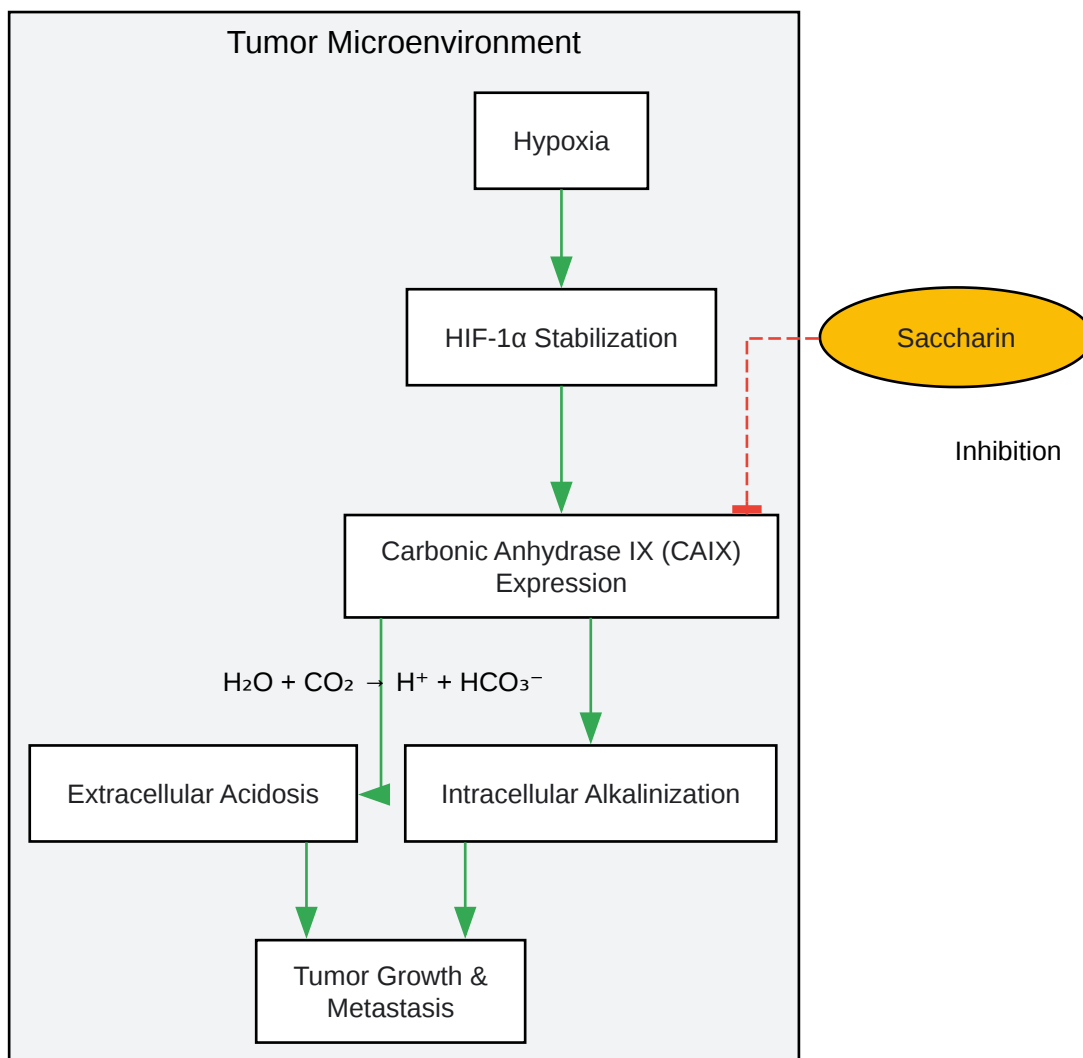 Tumor Microenvironment
Hypoxia
HIF-1α Stabilization
Saccharin
Inhibition
Carbonic Anhydrase IX (CAIX)
Expression
H₂O + CO₂ → H⁺ + HCO₃⁻
Extracellular Acidosis
Intracellular Alkalinization
Tumor Growth &
Metastasis